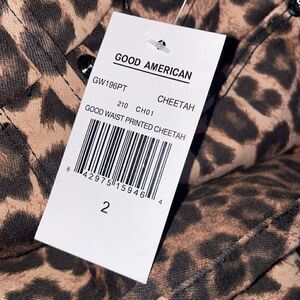 GOOD AMERICAN
GW196PT CHEETAH
210 CH01
GOOD WAIST PRINTED CHEETAH
8 42975 15946 4
2